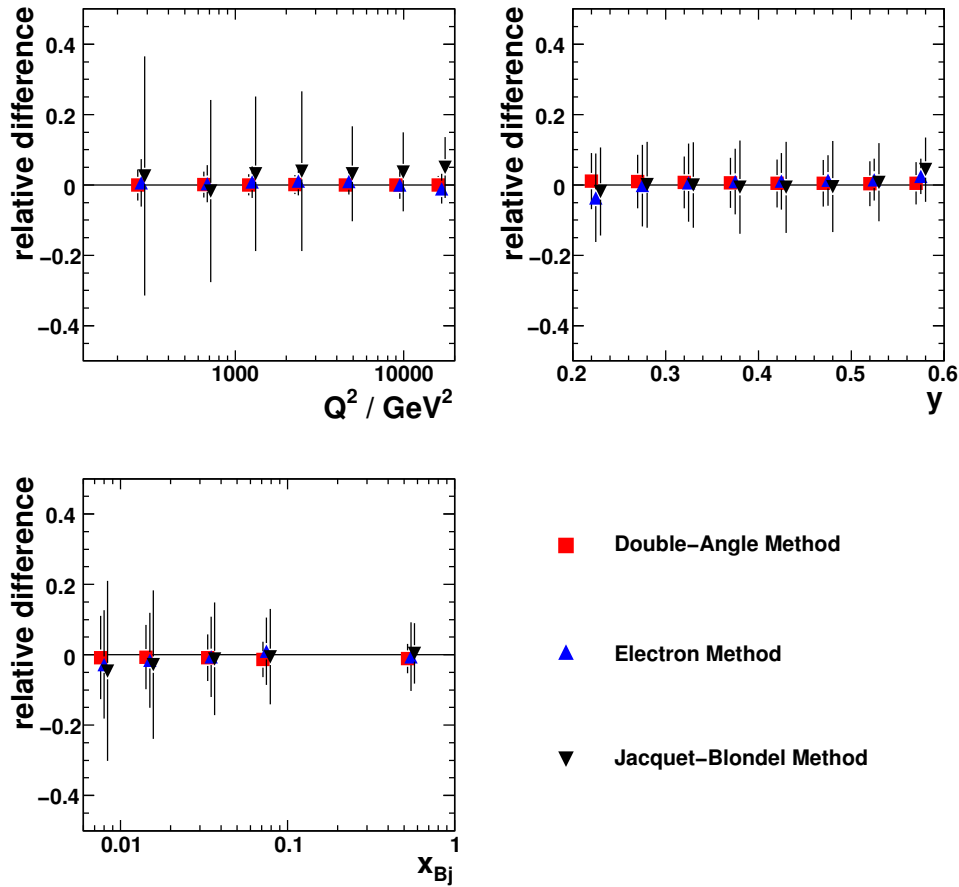 relative difference
0.4
0.2
0
−0.2
−0.4
1000
10000
Q2 / GeV2
relative difference
0.4
0.2
0
−0.2
−0.4
0.2
0.3
0.4
0.5
0.6
y
relative difference
0.4
0.2
0
−0.2
−0.4
0.01
0.1
1
xBj
Double−Angle Method
Electron Method
Jacquet−Blondel Method